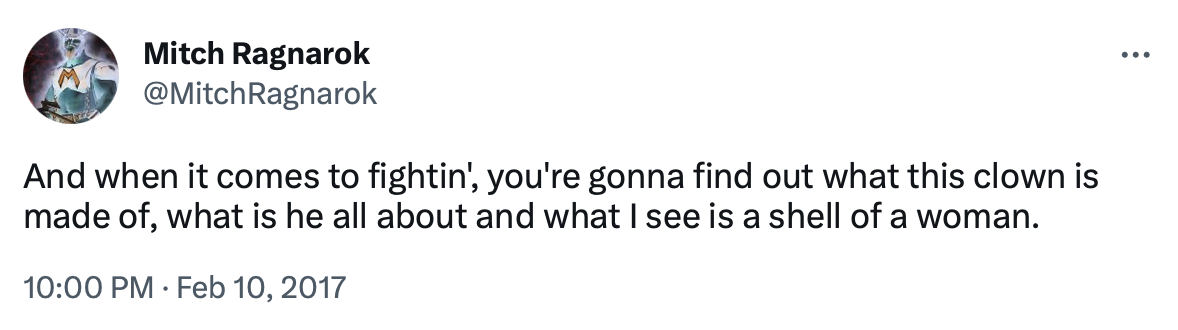 Mitch Ragnarok
@MitchRagnarok
And when it comes to fightin', you're gonna find out what this clown is
made of, what is he all about and what I see is a shell of a woman.
10:00 PM · Feb 10, 2017